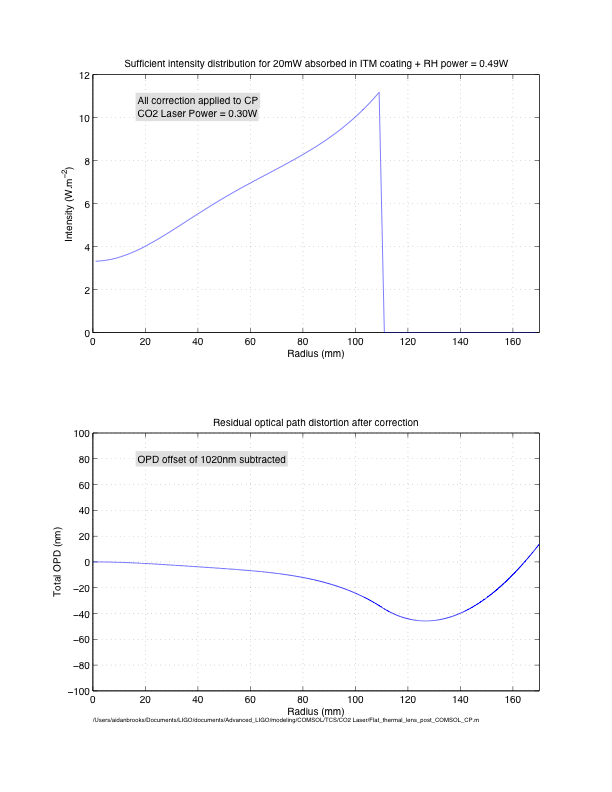 Sufficient intensity distribution for 20mW absorbed in ITM coating + RH power = 0.49W
12
10
8
6
4
2
0
Intensity (W.m−2)
All correction applied to CP
CO2 Laser Power = 0.30W
0 20 40 60 80 100 120 140 160
Radius (mm)
Residual optical path distortion after correction
100
80
60
40
20
0
−20
−40
−60
−80
−100
Total OPD (nm)
OPD offset of 1020nm subtracted
0 20 40 60 80 100 120 140 160
Radius (mm)
/Users/aidanbrooks/Documents/LIGO/documents/Advanced_LIGO/modeling/COMSOL/TCS/CO2 Laser/Flat_thermal_lens_post_COMSOL_CP.m